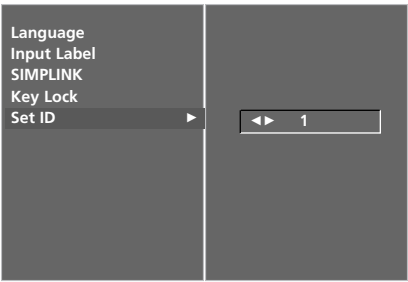 Language
Input Label
SIMPLINK
Key Lock
Set ID ►
◄► 1